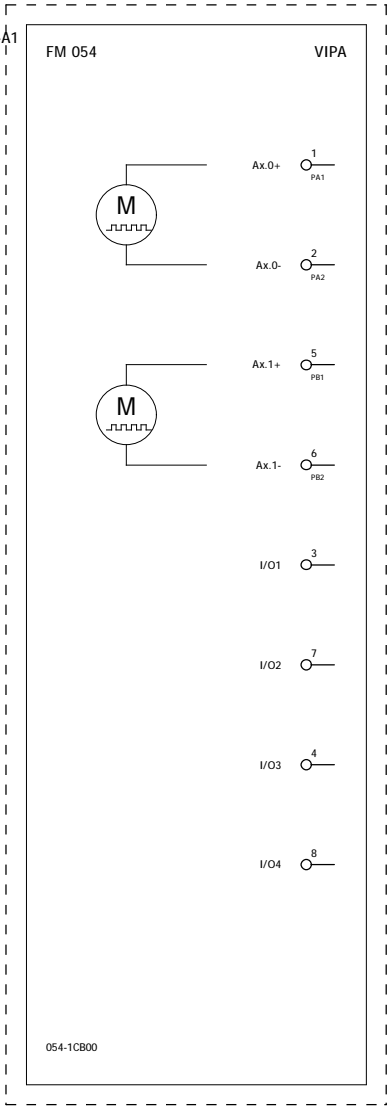 A1
FM 054 VIPA
1
Ax.0+
PA1
M
2
Ax.0-
PA2
5
Ax.1+
PB1
M
6
Ax.1-
PB2
3
I/O1
7
I/O2
4
I/O3
8
I/O4
054-1CB00